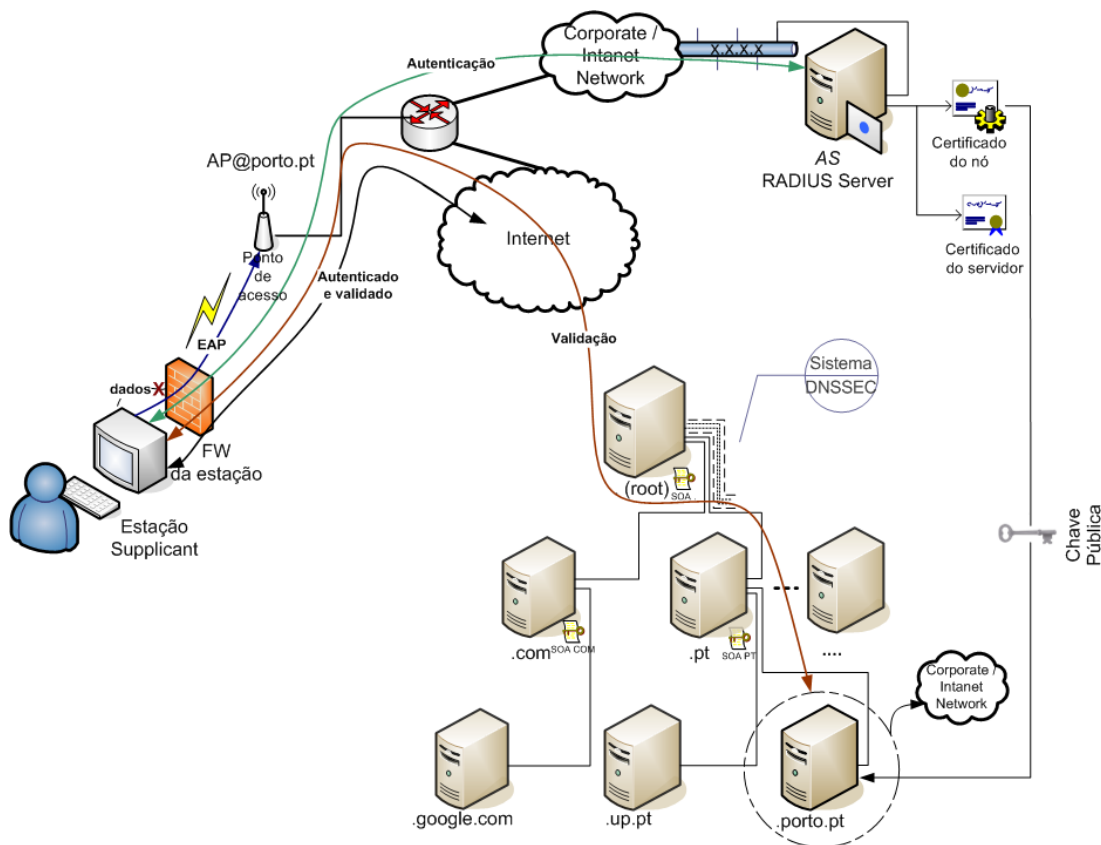 Corporate /
Intanet
Network
X.X.X.X
Autenticação
AP@porto.pt
AS
RADIUS Server
Certificado
do nó
Certificado
do servidor
Ponto
de
acesso
Internet
Autenticado
e validado
EAP
Validação
dados
X
FW
da estação
Estação
Supplicant
Sistema
DNSSEC
(root)
SOA .
Chave
Pública
.com
SOA COM
.pt
SOA PT
....
Corporate /
Intanet
Network
.google.com
.up.pt
.porto.pt